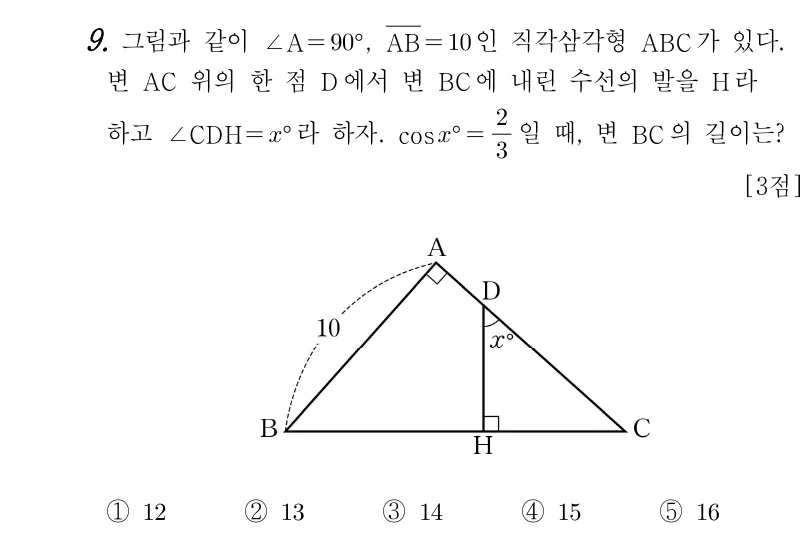 9. 그림과 같이 ∠A=90°, \overline{AB}=10인 직각삼각형 ABC가 있다.
변 AC 위의 한 점 D에서 변 BC에 내린 수선의 발을 H라
하고 ∠CDH=x°라 하자. cosx°=2/3일 때, 변 BC의 길이는?
[3점]
A
D
10
x°
B
C
H
① 12 ② 13 ③ 14 ④ 15 ⑤ 16